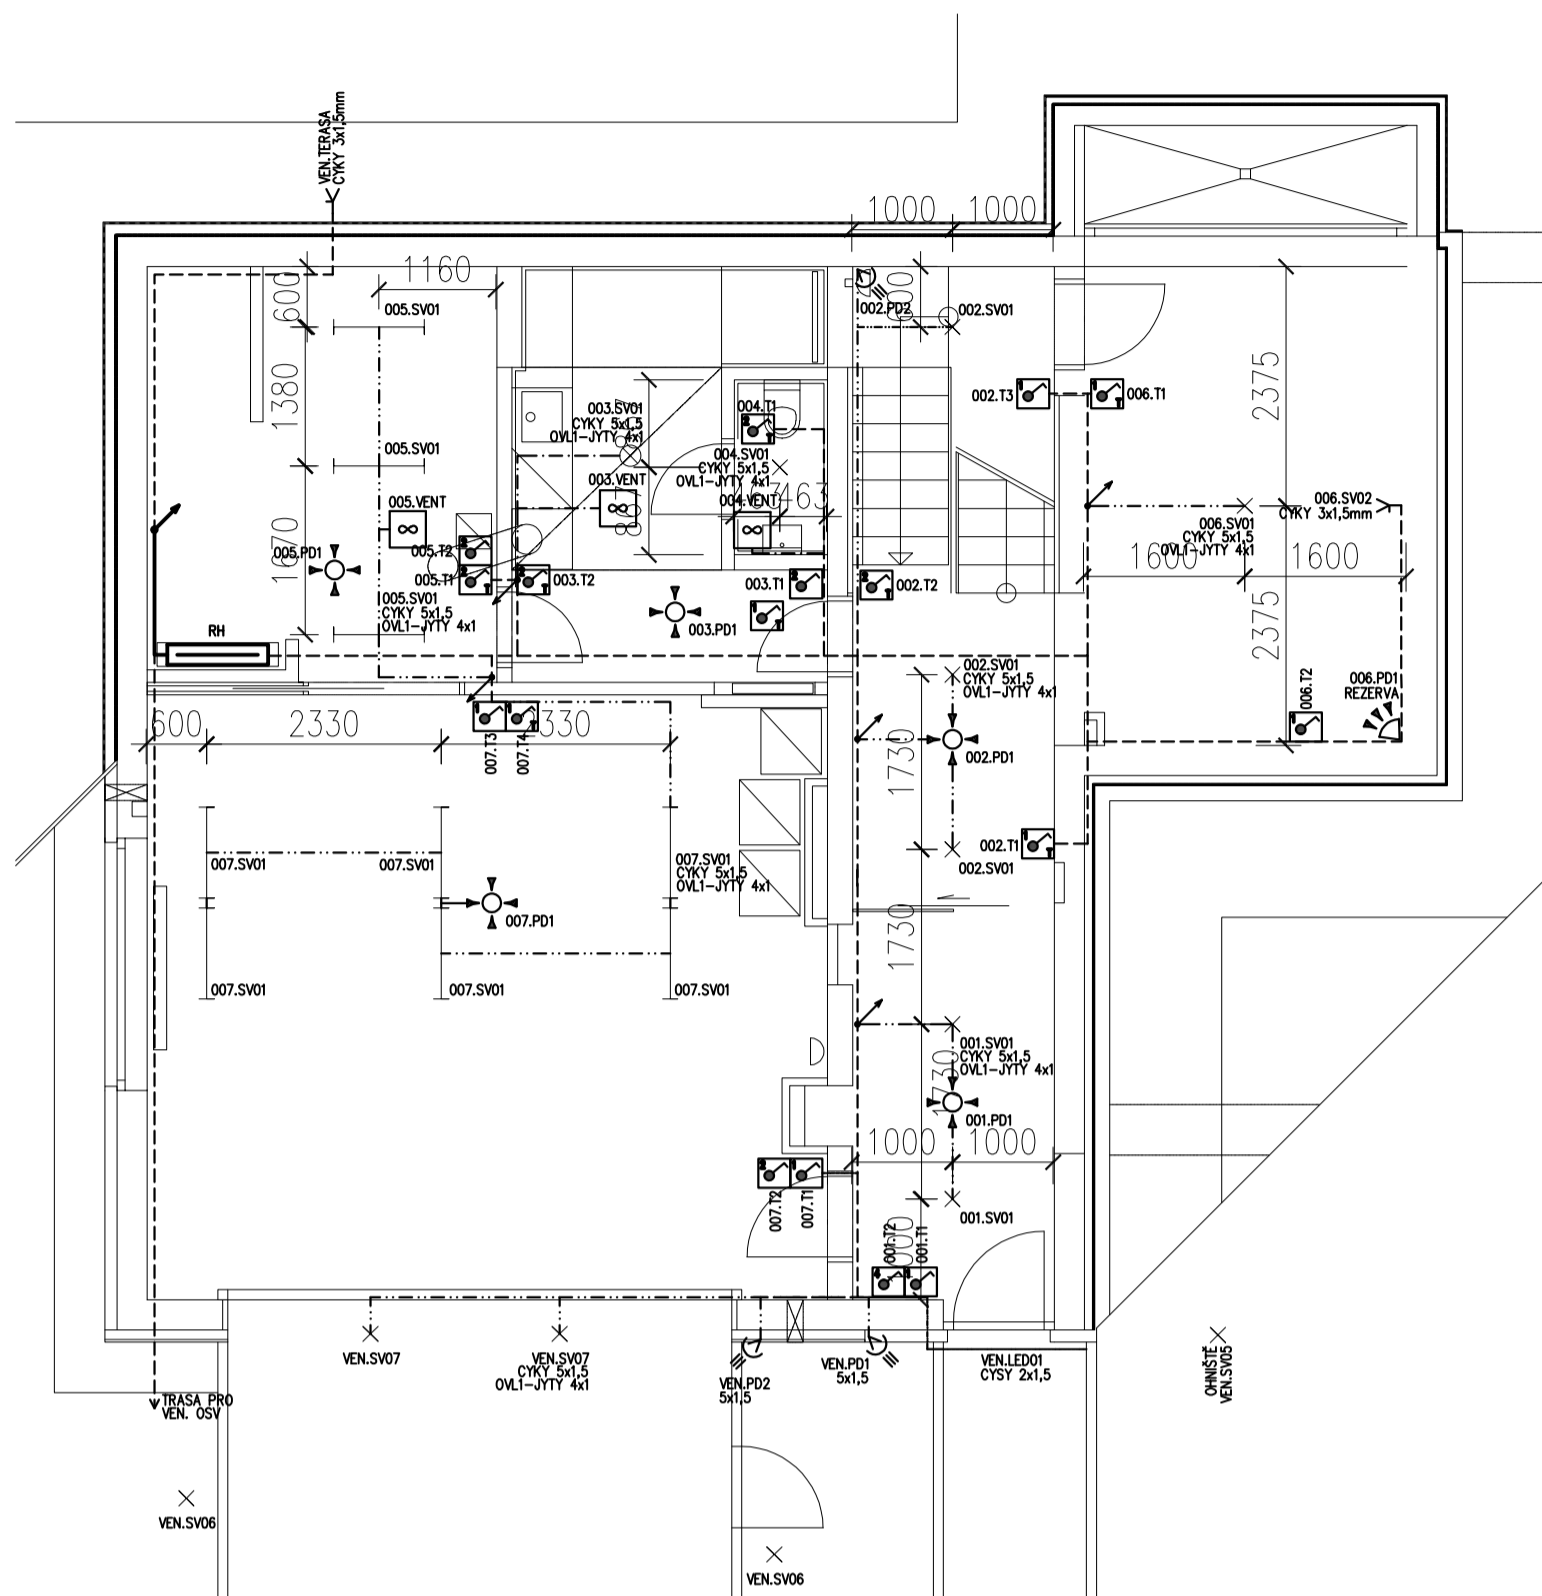 VEN.TERASA
CYKY 3x1,5mm
1000
1000
1160
600
005.SV01
002.PD2
002.SV01
1380
2375
002.T3
006.T1
003.SV01
CYKY 5x1,5
OVL1-JYTY 4x1
004.T1
005.SV01
004.SV01
CYKY 5x1,5
OVL1-JYTY 4x1
005.VENT
003.VENT
004.VENT
463
006.SV02
CYKY 3x1,5mm
006.SV01
CYKY 5x1,5
OVL1-JYTY 4x1
1670
005.PD1
005.T2
005.T1
003.T2
003.T1
002.T2
1600
1600
005.SV01
CYKY 5x1,5
OVL1-JYTY 4x1
003.PD1
2375
RH
002.SV01
CYKY 5x1,5
OVL1-JYTY 4x1
006.T2
006.PD1
REZERVA
600
2330
007.T3
007.T4
1730
002.PD1
002.T1
007.SV01
007.SV01
007.SV01
CYKY 5x1,5
OVL1-JYTY 4x1
002.SV01
007.PD1
1730
007.SV01
007.SV01
007.SV01
001.SV01
CYKY 5x1,5
OVL1-JYTY 4x1
1730
001.PD1
1000
1000
007.T2
007.T1
001.SV01
001.T2
001.T1
VEN.SV07
VEN.SV07
CYKY 5x1,5
OVL1-JYTY 4x1
VEN.PD2
5x1,5
VEN.PD1
5x1,5
VEN.LED01
CYSY 2x1,5
OHNIŠTĚ
VEN.SV05
TRASA PRO
VEN. OSV
VEN.SV06
VEN.SV06